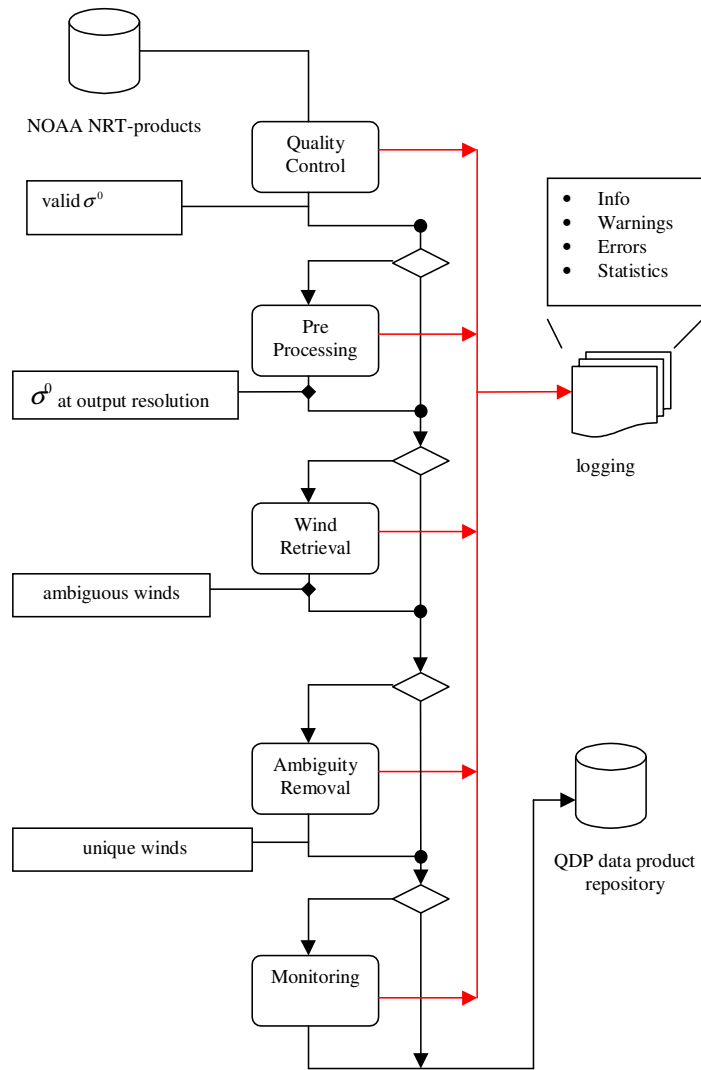 NOAA NRT-products
Quality
Control
valid σ⁰
• Info
• Warnings
• Errors
• Statistics
Pre
Processing
σ⁰ at output resolution
logging
Wind
Retrieval
ambiguous winds
Ambiguity
Removal
unique winds
QDP data product
repository
Monitoring